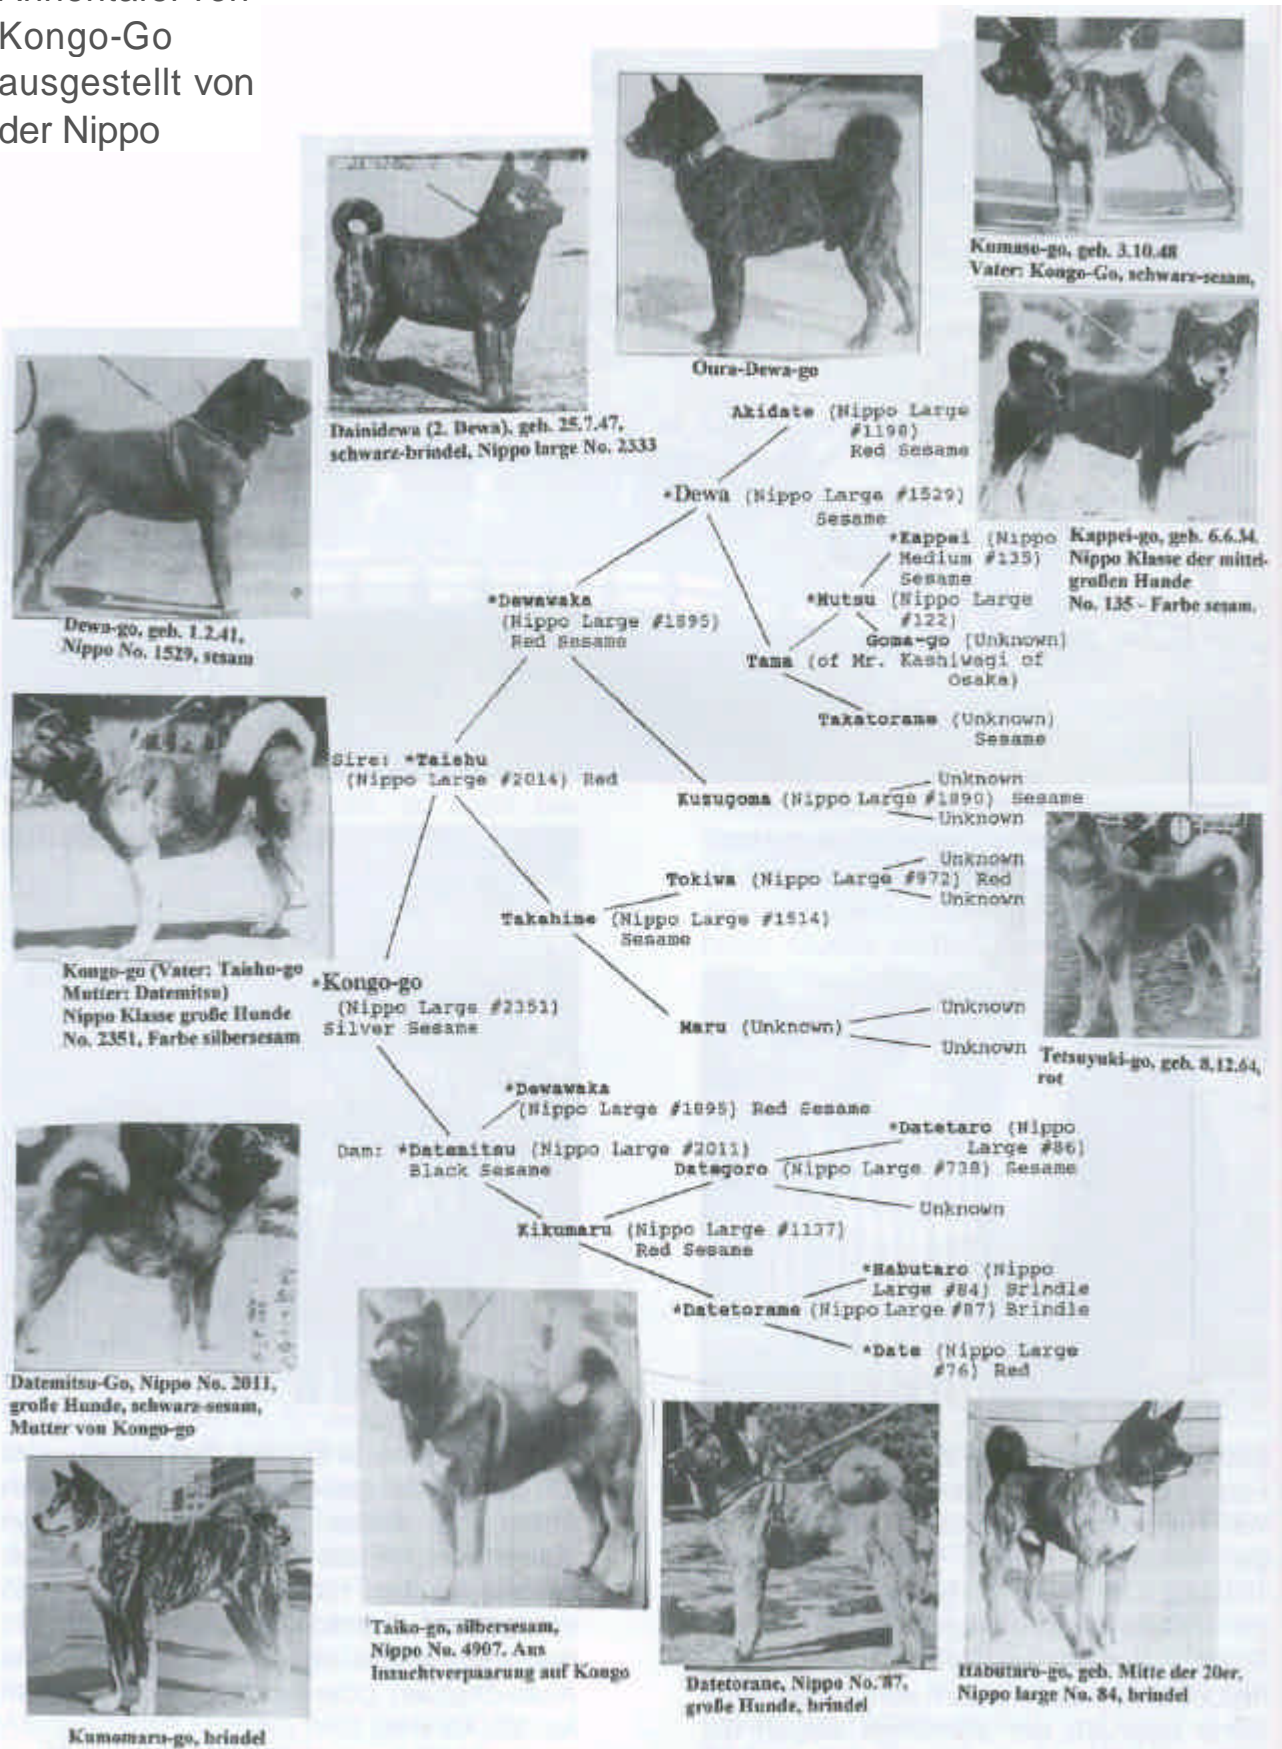 Kongo-Go
ausgestellt von
der Nippo
Kumaso-go, geb. 3.10.48
Vater: Kongo-Go, schwarz-sesam,
Oura-Dewa-go
Dainidewa (2. Dewa), geb. 25.7.47,
schwarz-brindel, Nippo large No. 2333
Akidate (Nippo Large
#1190)
Red Sesame
*Dewa (Nippo Large #1529)
Sesame
*Kappei (Nippo
Medium #135)
Sesame
Kappei-go, geb. 6.6.34.
Nippo Klasse der mittel-
großen Hunde
No. 135 - Farbe sesam.
Dewa-go, geb. 1.2.41,
Nippo No. 1529, sesam
*Dewawaka
(Nippo Large #1895)
Red Sesame
*Mutsu (Nippo Large
#122)
Goma-go (Unknown)
Tama (of Mr. Kashiwagi of
Osaka)
Takatorame (Unknown)
Sesame
Sire: *Taishu
(Nippo Large #2014) Red
Unknown
Kuzugoma (Nippo Large #1890) Sesame
Unknown
Unknown
Tokiwa (Nippo Large #972) Red
Unknown
Takahime (Nippo Large #1514)
Sesame
Kongo-go (Vater: Taishu-go
Mutter: Datemitsu)
Nippo Klasse große Hunde
No. 2351, Farbe silbersesam
*Kongo-go
(Nippo Large #2351)
Silver Sesame
Unknown
Maru (Unknown)
Unknown
Tetsuyuki-go, geb. 8.12.64,
rot
*Dewawaka
(Nippo Large #1895) Red Sesame
Dam: *Datemitsu (Nippo Large #2011)
Black Sesame
*Datetaro (Nippo
Large #86)
Dategoro (Nippo Large #738) Sesame
Unknown
Kikumaru (Nippo Large #1137)
Red Sesame
*Habutaro (Nippo
Large #84) Brindle
*Datetorame (Nippo Large #87) Brindle
*Date (Nippo Large
#76) Red
Datemitsu-Go, Nippo No. 2011,
große Hunde, schwarz-sesam,
Mutter von Kongo-go
Taiko-go, silbersesam,
Nippo No. 4907. Aus
Inzuchtverpaarung auf Kongo
Datetorane, Nippo No. 87,
große Hunde, brindel
Habutaro-go, geb. Mitte der 20er,
Nippo large No. 84, brindel
Kumomaru-go, brindel